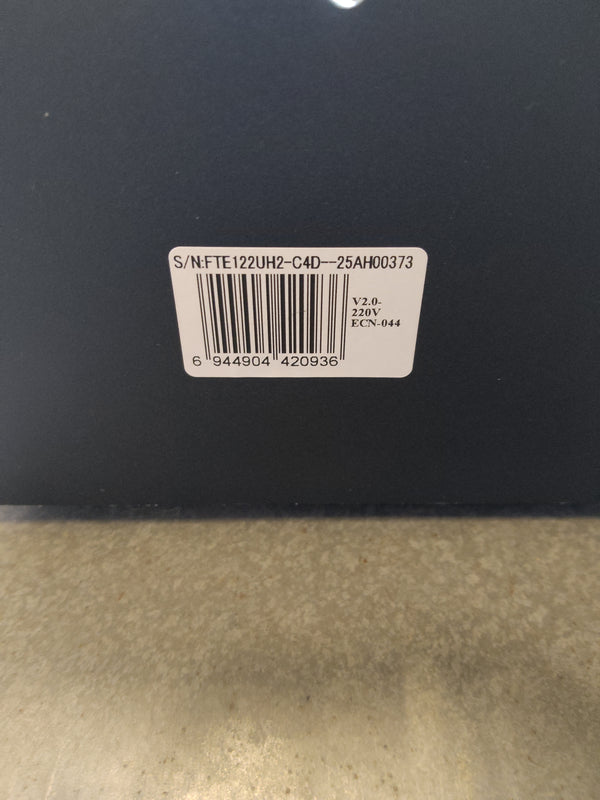 S/N:FTE122UH2-C4D--25AH00373
V2.0-
220V
ECN-044
6 944904 420936